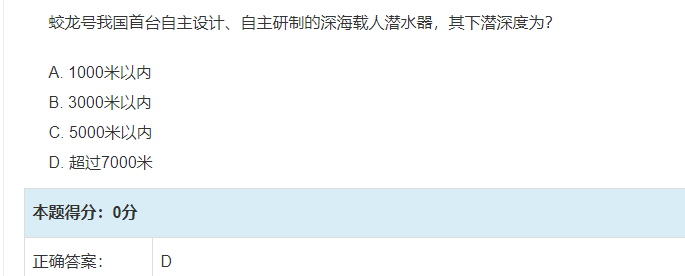 蛟龙号我国首台自主设计、自主研制的深海载人潜水器，其下潜深度为？
A. 1000米以内
B. 3000米以内
C. 5000米以内
D. 超过7000米
本题得分：0分
正确答案： D